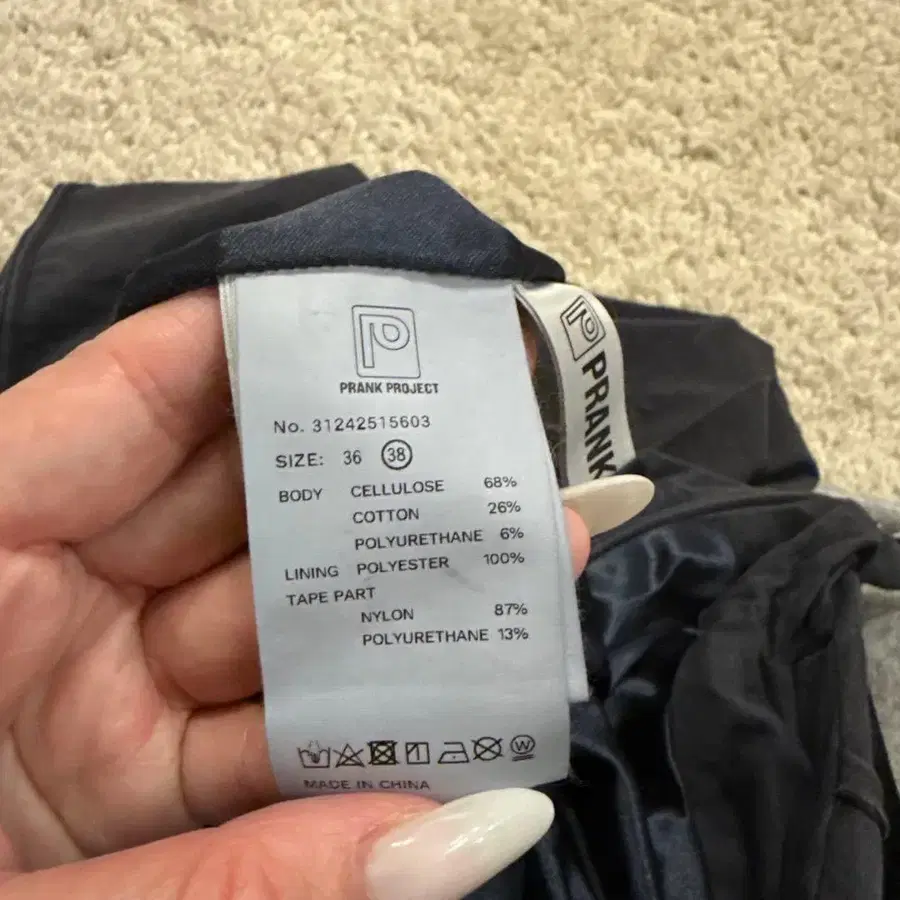 P
PRANK PROJECT
No. 31242515603
SIZE: 36 38
BODY CELLULOSE 68%
COTTON 26%
POLYURETHANE 6%
LINING POLYESTER 100%
TAPE PART
NYLON 87%
POLYURETHANE 13%
W
MADE IN CHINA
P PRANK